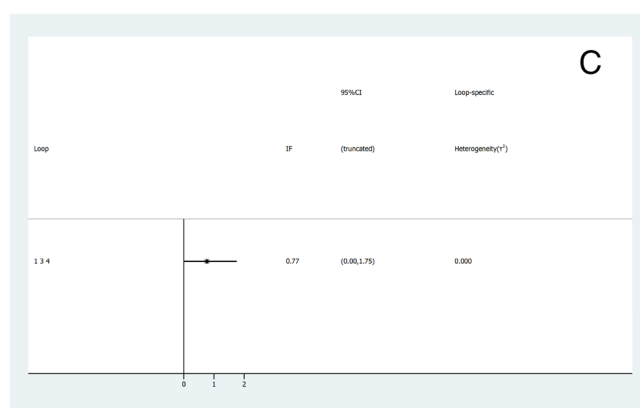 C
95%CI Loop-specific
Loop IF (truncated) Heterogeneity(τ²)
1 3 4 0.77 (0.00,1.75) 0.000
0 1 2